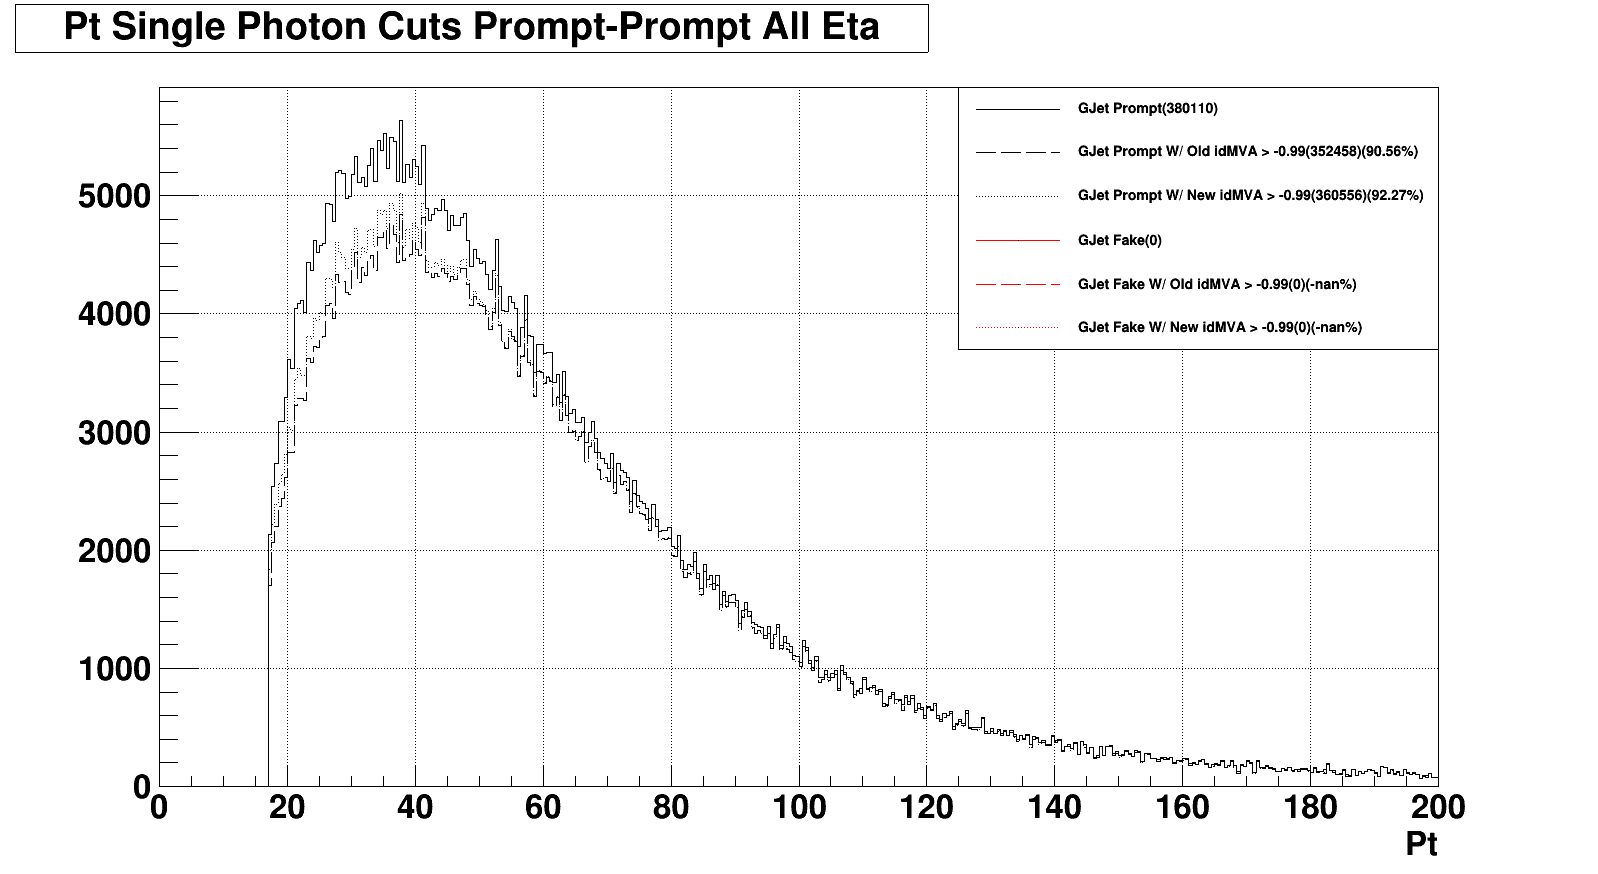 Pt Single Photon Cuts Prompt-Prompt All Eta
GJet Prompt(380110)
GJet Prompt W/ Old idMVA > -0.99(352458)(90.56%)
GJet Prompt W/ New idMVA > -0.99(360556)(92.27%)
GJet Fake(0)
GJet Fake W/ Old idMVA > -0.99(0)(-nan%)
GJet Fake W/ New idMVA > -0.99(0)(-nan%)
5000
4000
3000
2000
1000
0
0 20 40 60 80 100 120 140 160 180 200
Pt